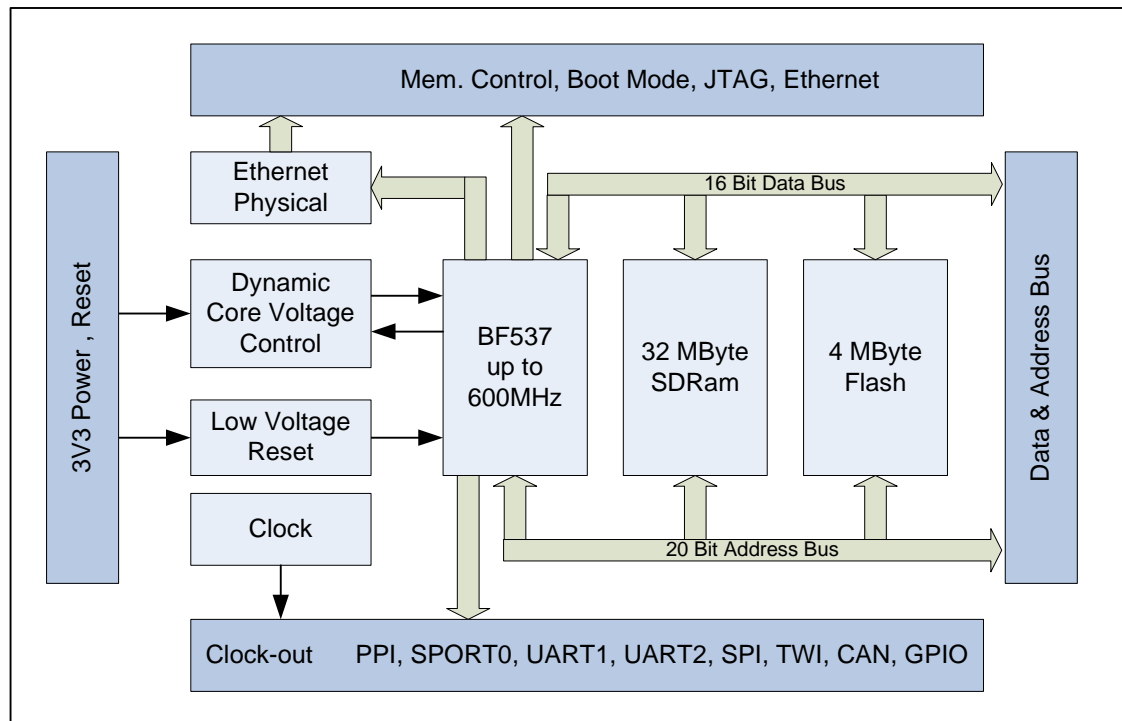 Mem. Control, Boot Mode, JTAG, Ethernet
Ethernet
Physical
16 Bit Data Bus
3V3 Power , Reset
Dynamic
Core Voltage
Control
BF537
up to
600MHz
32 MByte
SDRam
4 MByte
Flash
Data & Address Bus
Low Voltage
Reset
Clock
20 Bit Address Bus
Clock-out PPI, SPORT0, UART1, UART2, SPI, TWI, CAN, GPIO